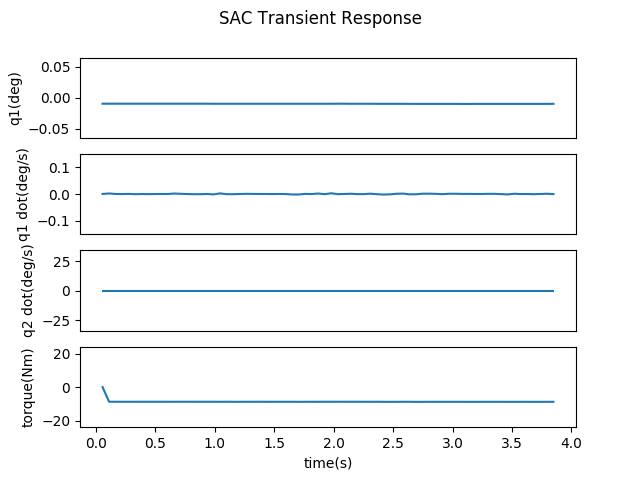 SAC Transient Response
q1(deg)
0.05
0.00
−0.05
q1 dot(deg/s)
0.1
0.0
−0.1
q2 dot(deg/s)
25
0
−25
torque(Nm)
20
0
−20
0.0 0.5 1.0 1.5 2.0 2.5 3.0 3.5 4.0
time(s)